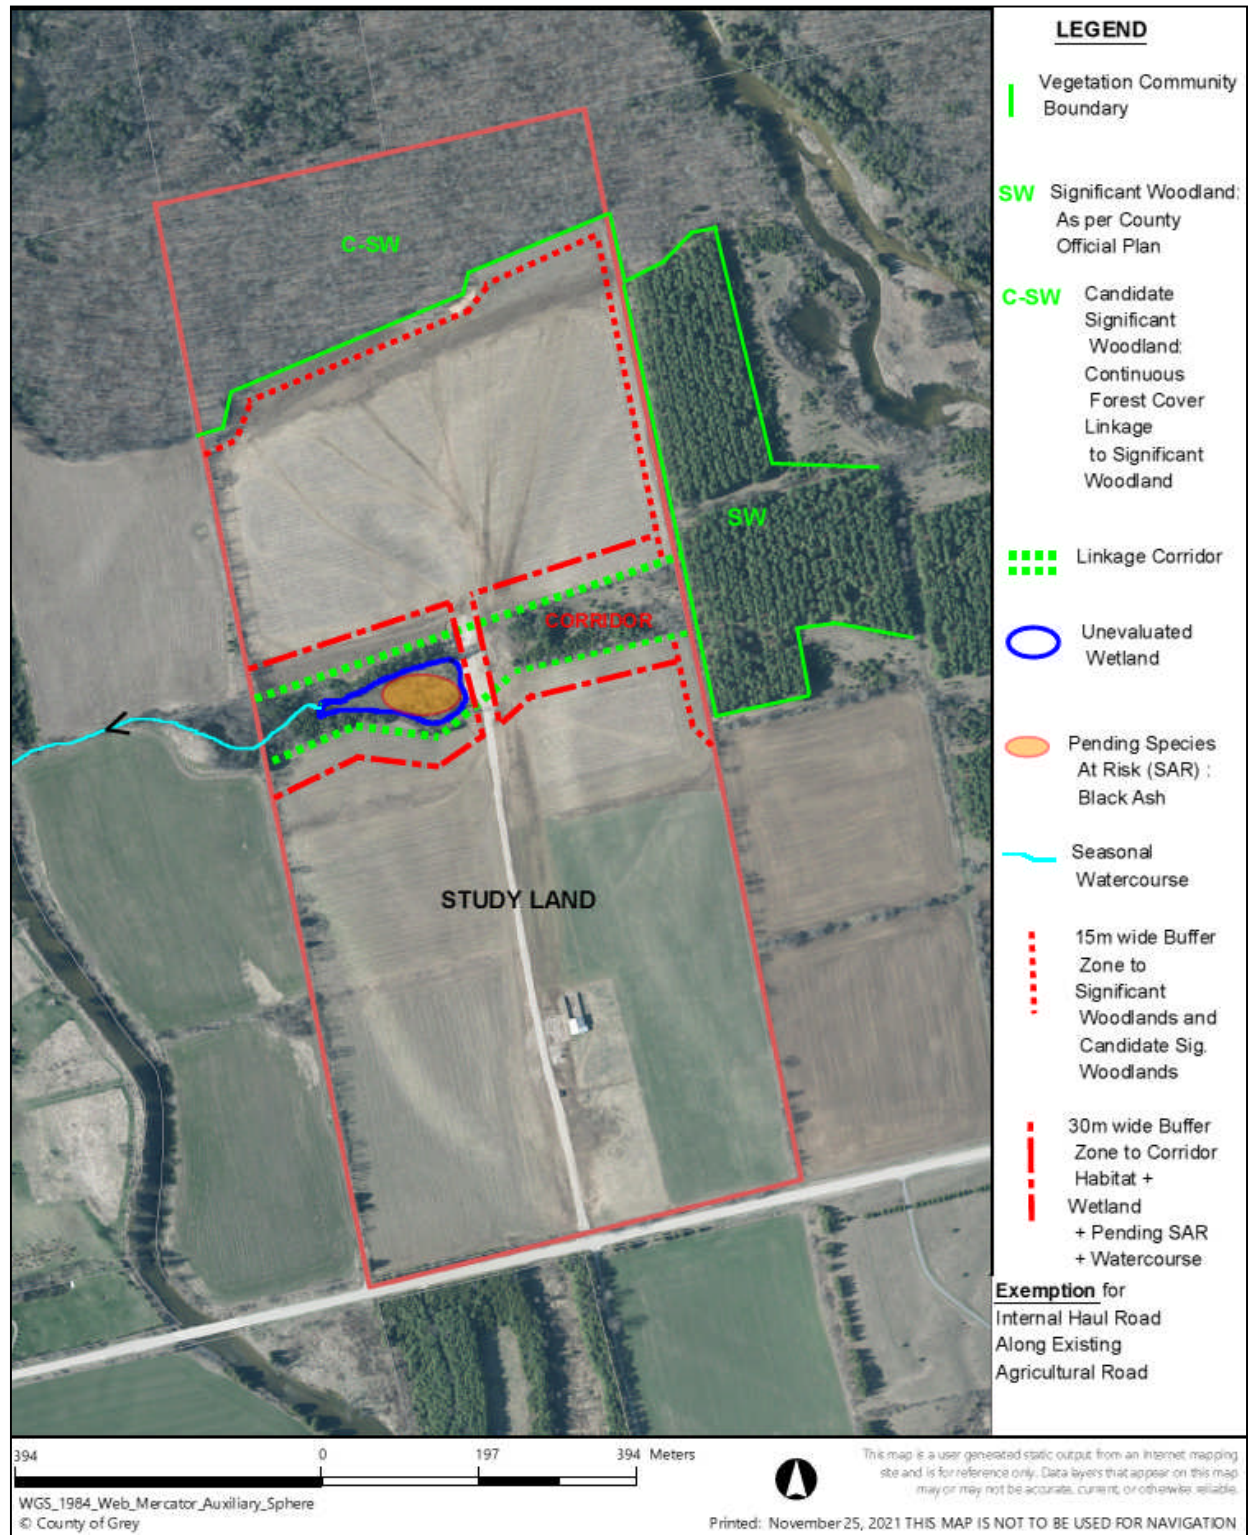 LEGEND
Vegetation Community
Boundary
SW Significant Woodland:
As per County
Official Plan
C-SW Candidate
Significant
Woodland:
Continuous
Forest Cover
Linkage
to Significant
Woodland
Linkage Corridor
Unevaluated
Wetland
Pending Species
At Risk (SAR) :
Black Ash
Seasonal
Watercourse
15m wide Buffer
Zone to
Significant
Woodlands and
Candidate Sig.
Woodlands
30m wide Buffer
Zone to Corridor
Habitat +
Wetland
+ Pending SAR
+ Watercourse
Exemption for
Internal Haul Road
Along Existing
Agricultural Road
C-SW
SW
CORRIDOR
STUDY LAND
394 0 197 394 Meters
WGS_1984_Web_Mercator_Auxiliary_Sphere
© County of Grey
This map is a user generated static output from an Internet mapping
site and is for reference only. Data layers that appear on this map
may or may not be accurate, current, or otherwise reliable.
Printed: November 25, 2021 THIS MAP IS NOT TO BE USED FOR NAVIGATION